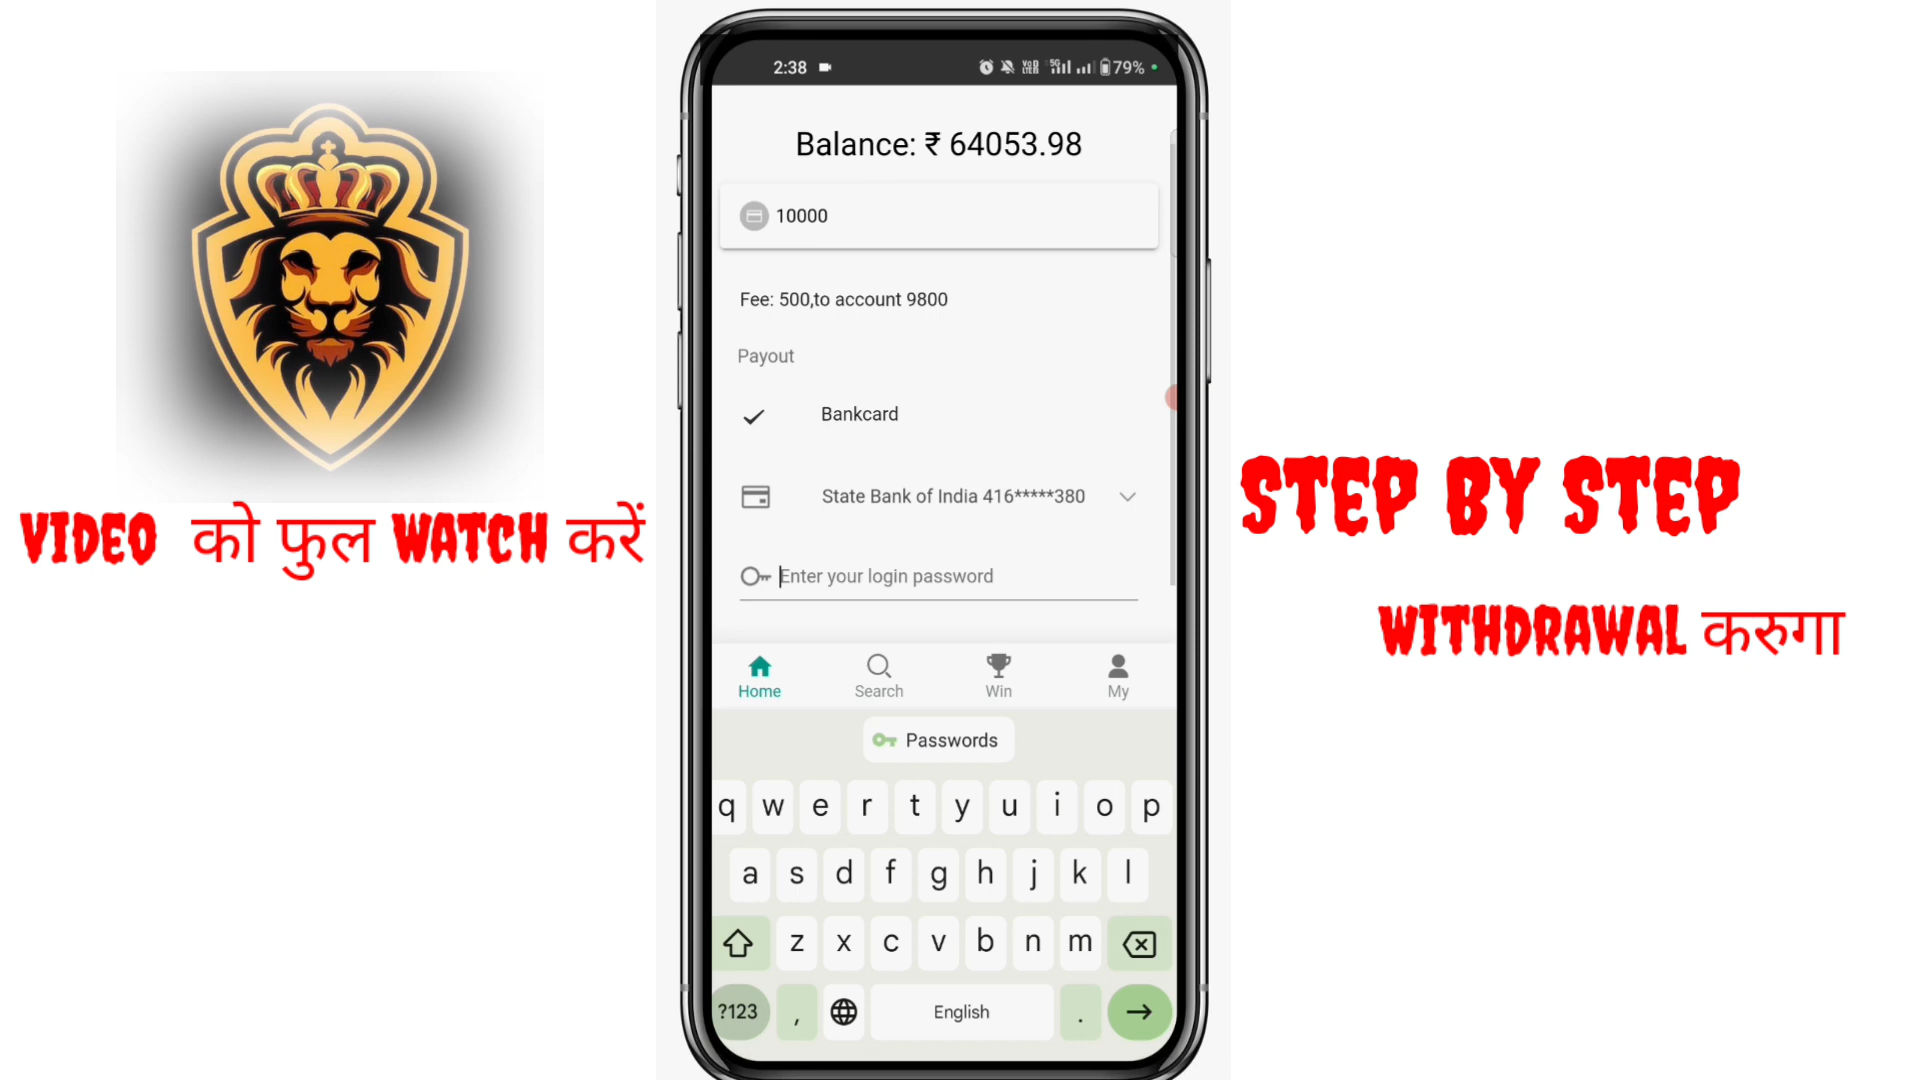 2:38
79%
Balance: ₹ 64053.98
10000
Fee: 500,to account 9800
Payout
Bankcard
State Bank of India 416*****380
Enter your login password
Home Search Win My
Passwords
q w e r t y u i o p
a s d f g h j k l
z x c v b n m
?123 , English .
VIDEO को फुल WATCH करें
STEP BY STEP
WITHDRAWAL करुगा